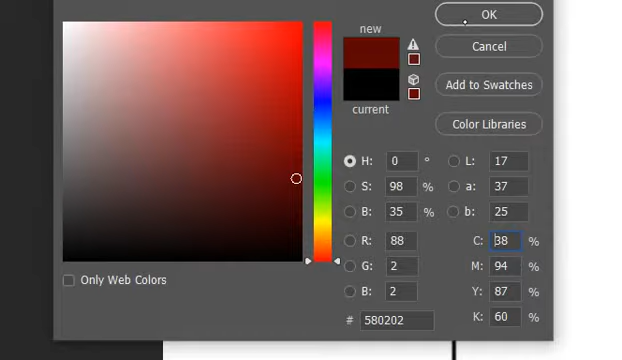 OK
new
Cancel
Add to Swatches
current
Color Libraries
H: 0 ° L: 17
S: 98 % a: 37
B: 35 % b: 25
R: 88 C: 38 %
G: 2 M: 94 %
B: 2 Y: 87 %
Only Web Colors
# 580202 K: 60 %